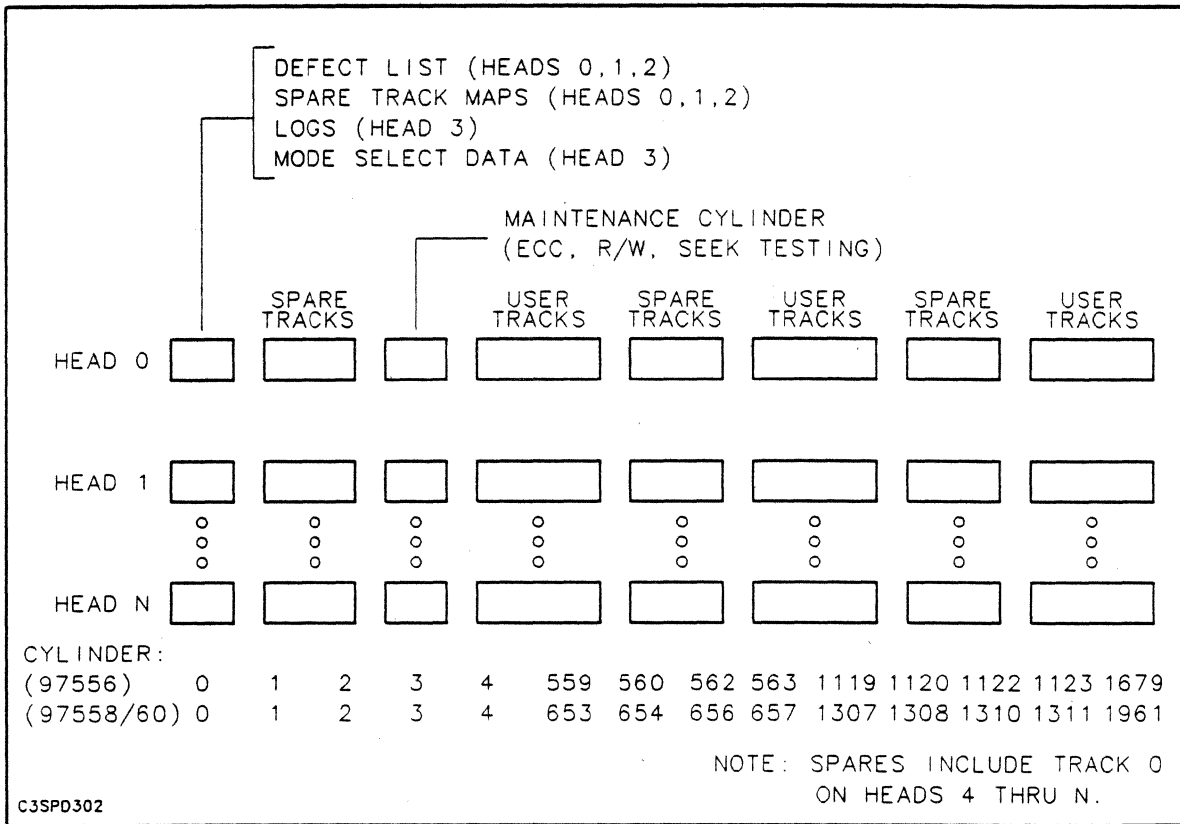 DEFECT LIST (HEADS 0,1,2)
SPARE TRACK MAPS (HEADS 0,1,2)
LOGS (HEAD 3)
MODE SELECT DATA (HEAD 3)
MAINTENANCE CYLINDER
(ECC, R/W, SEEK TESTING)
SPARE TRACKS
USER TRACKS
SPARE TRACKS
USER TRACKS
SPARE TRACKS
USER TRACKS
HEAD 0
HEAD 1
HEAD N
CYLINDER:
(97556) 0 1 2 3 4 559 560 562 563 1119 1120 1122 1123 1679
(97558/60) 0 1 2 3 4 653 654 656 657 1307 1308 1310 1311 1961
NOTE: SPARES INCLUDE TRACK 0
ON HEADS 4 THRU N.
C3SPD302